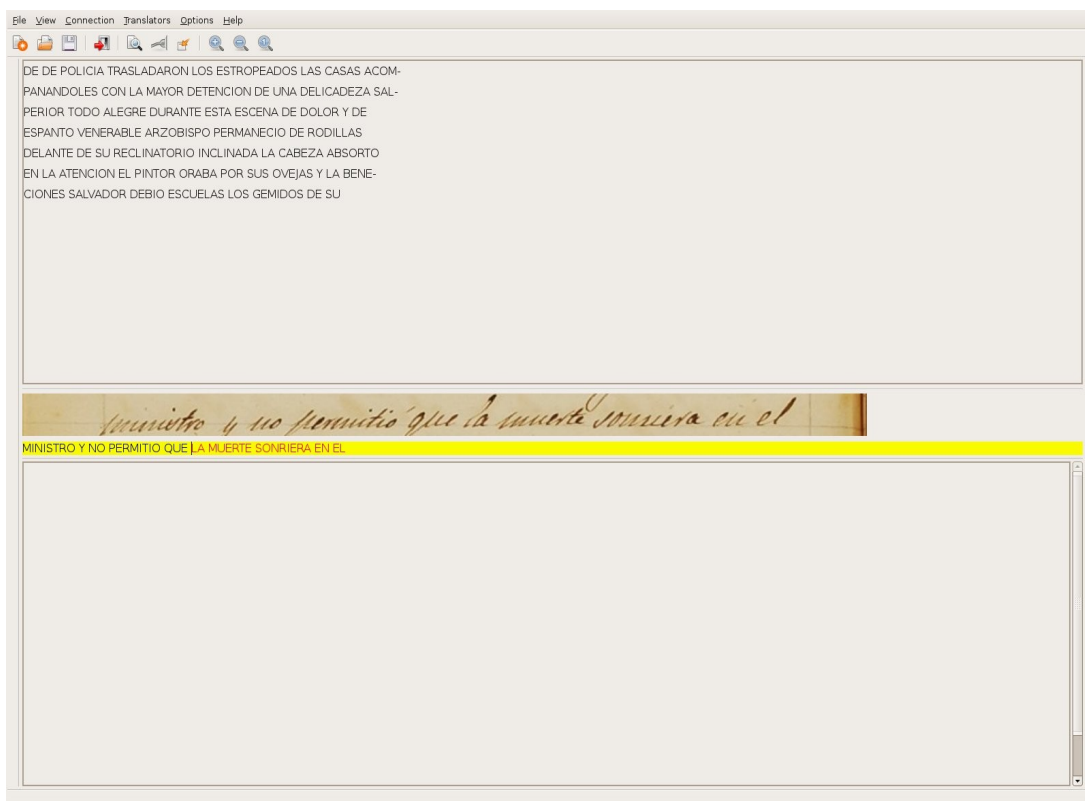 File View Connection Translators Options Help
DE DE POLICIA TRASLADARON LOS ESTROPEADOS LAS CASAS ACOM-
PANANDOLES CON LA MAYOR DETENCION DE UNA DELICADEZA SAL-
PERIOR TODO ALEGRE DURANTE ESTA ESCENA DE DOLOR Y DE
ESPANTO VENERABLE ARZOBISPO PERMANECIO DE RODILLAS
DELANTE DE SU RECLINATORIO INCLINADA LA CABEZA ABSORTO
EN LA ATENCION EL PINTOR ORABA POR SUS OVEJAS Y LA BENE-
CIONES SALVADOR DEBIO ESCUELAS LOS GEMIDOS DE SU
ministro y no permitió que la muerte sonriera en el
MINISTRO Y NO PERMITIO QUE LA MUERTE SONRIERA EN EL